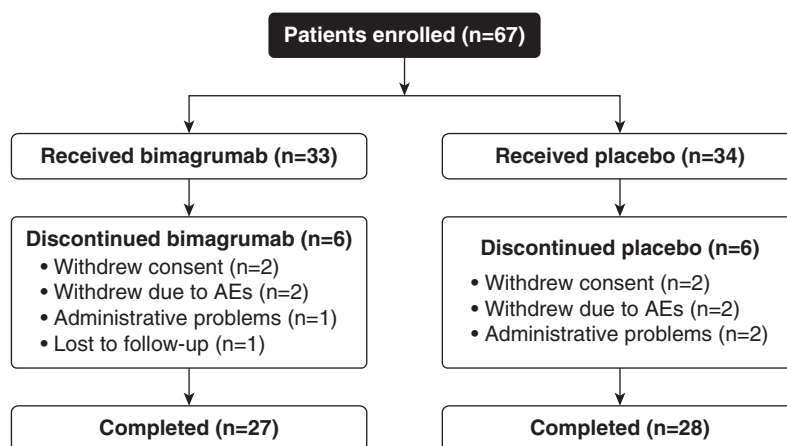 Patients enrolled (n=67)
Received bimagrumab (n=33)
Received placebo (n=34)
Discontinued bimagrumab (n=6)
• Withdrew consent (n=2)
• Withdrew due to AEs (n=2)
• Administrative problems (n=1)
• Lost to follow-up (n=1)
Discontinued placebo (n=6)
• Withdrew consent (n=2)
• Withdrew due to AEs (n=2)
• Administrative problems (n=2)
Completed (n=27)
Completed (n=28)